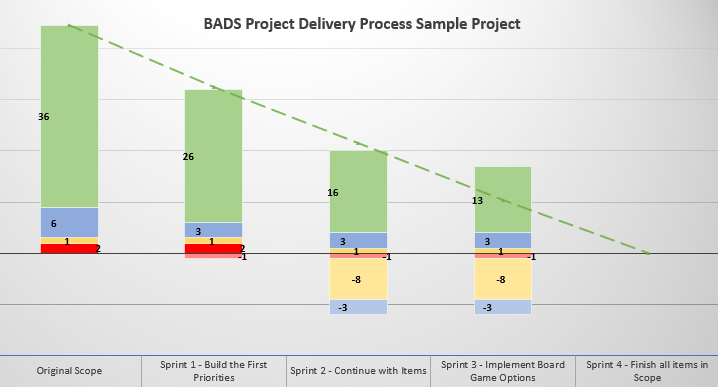 BADS Project Delivery Process Sample Project
36
6
1
2
26
3
1
2
-1
16
3
1
-1
-8
-3
13
3
1
-1
-8
-3
Original Scope
Sprint 1 - Build the First
Priorities
Sprint 2 - Continue with Items
Sprint 3 - Implement Board
Game Options
Sprint 4 - Finish all items in
Scope